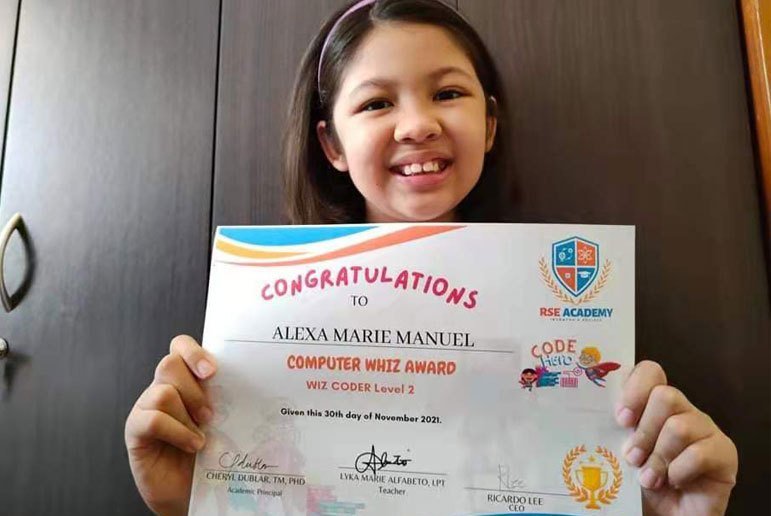 CONGRATULATIONS
TO
ALEXA MARIE MANUEL
COMPUTER WHIZ AWARD
WIZ CODER Level 2
Given this 30th day of November 2021.
RSE ACADEMY
CODE
HERO
CHERYL DUBLAR, TM, PHD
Academic Principal
LYKA MARIE ALFABETO, LPT
Teacher
RICARDO LEE
CEO